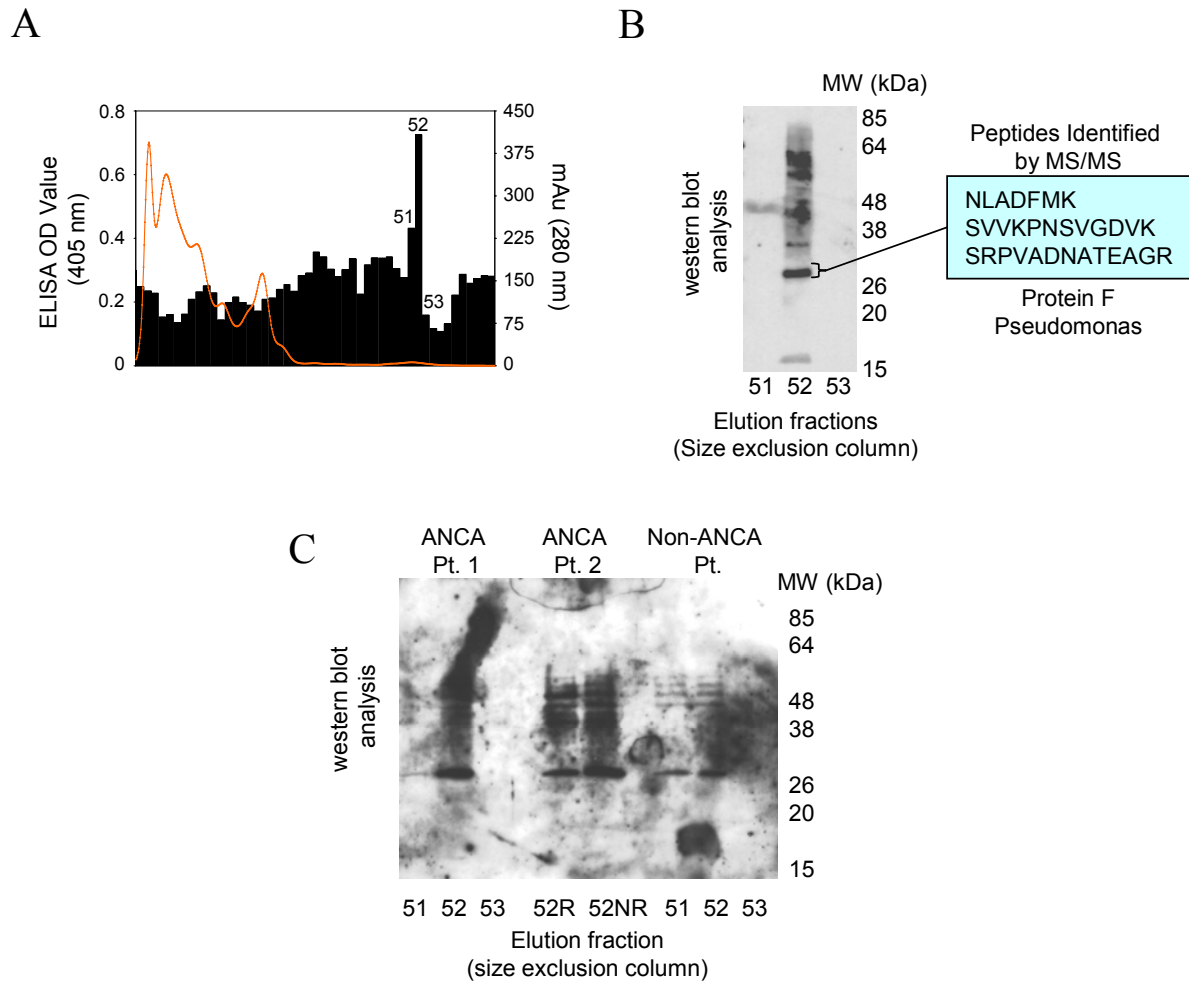 A
ELISA OD Value
(405 nm)
0.8
0.6
0.4
0.2
0
450
375
300
225
150
75
0
mAu (280 nm)
51
52
53
B
MW (kDa)
85
64
48
38
26
20
15
western blot
analysis
51 52 53
Elution fractions
(Size exclusion column)
Peptides Identified
by MS/MS
NLADFMK
SVVKPNSVGDVK
SRPVADNATEAGR
Protein F
Pseudomonas
C
ANCA
Pt. 1
ANCA
Pt. 2
Non-ANCA
Pt.
MW (kDa)
85
64
48
38
26
20
15
western blot
analysis
51 52 53 52R 52NR 51 52 53
Elution fraction
(size exclusion column)